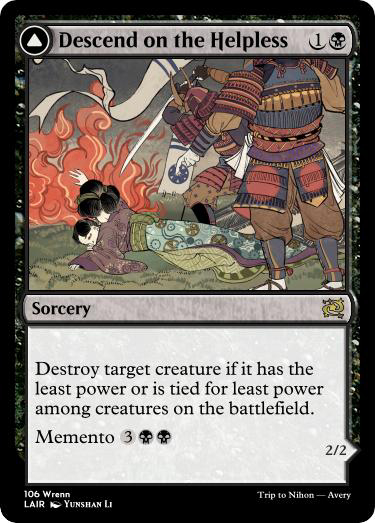 Descend on the Helpless 1
Sorcery
Destroy target creature if it has the
least power or is tied for least power
among creatures on the battlefield.
Memento 3
2/2
106 Wrenn
LAIR Yunshan Li
Trip to Nihon — Avery